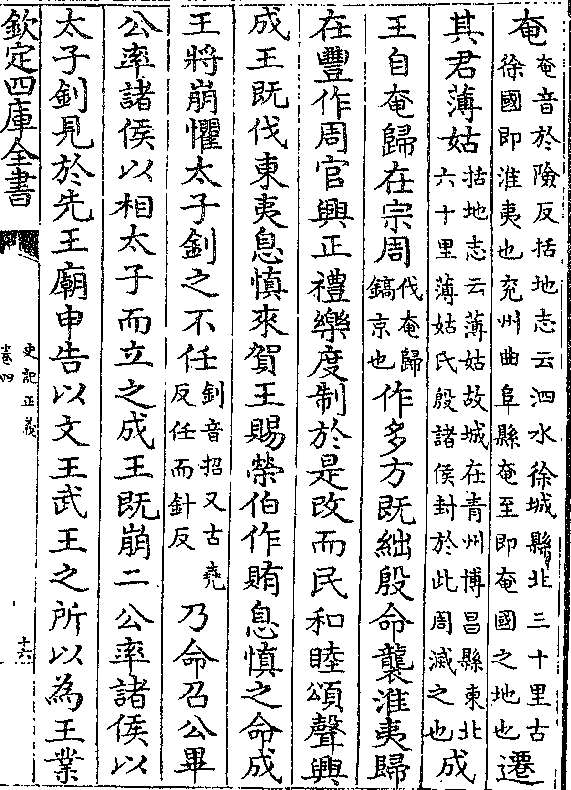 奄奄音於險反括地志云泗水徐城縣北三十里古徐國即淮夷也兖州曲阜縣奄至即奄國之地也遷
其君薄姑括地志云薄姑故城在青州博昌縣東北六十里薄姑氏殷諸侯封於此周滅之也成
王自奄歸在宗周伐奄歸鎬京也作多方既絀殷命襲淮夷歸
在豐作周官興正禮樂度制於是改而民和睦頌聲興
成王既伐東夷息慎來賀王賜榮伯作賄息慎之命成
王將崩懼太子釗之不任釗音招又古堯反任而針反乃命召公畢
公率諸侯以相太子而立之成王既崩二公率諸侯以
太子釗見於先王廟申告以文王武王之所以為王業
欽定四庫全書
史記正義
卷四
十六